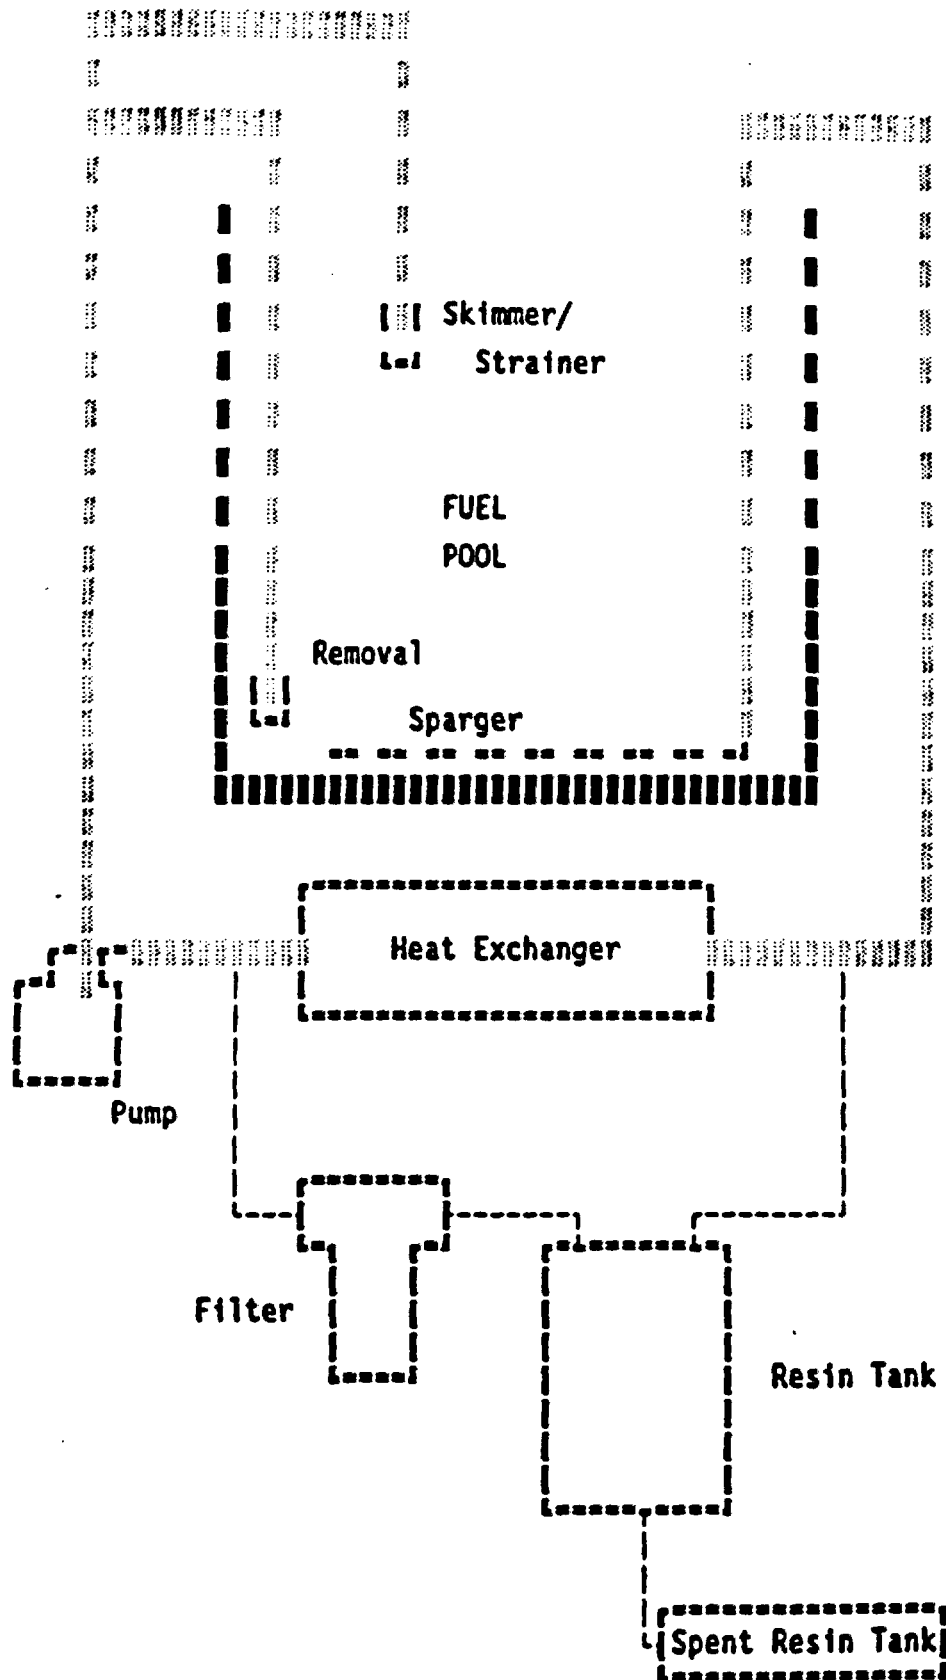 Skimmer/
Strainer
FUEL
POOL
Removal
Sparger
Heat Exchanger
Pump
Filter
Resin Tank
Spent Resin Tank